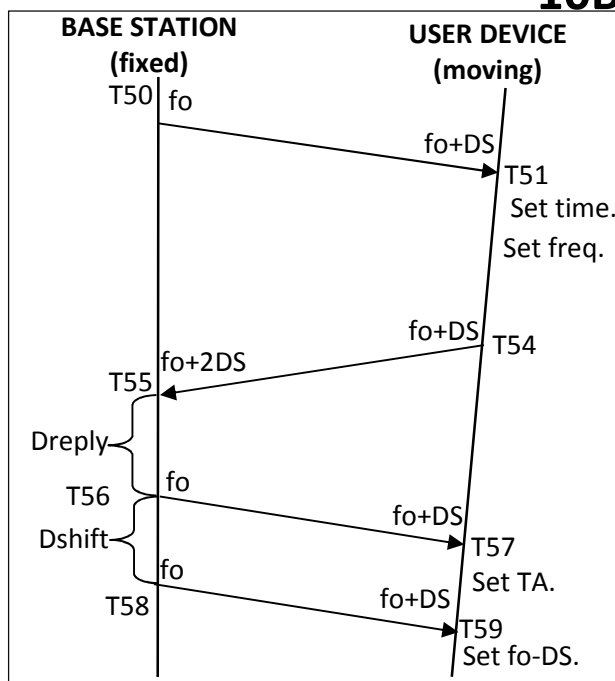 BASE STATION
(fixed)
USER DEVICE
(moving)
T50
fo
fo+DS
T51
Set time.
Set freq.
fo+DS
T54
fo+2DS
T55
Dreply
T56
fo
fo+DS
T57
Set TA.
Dshift
fo
T58
fo+DS
T59
Set fo-DS.